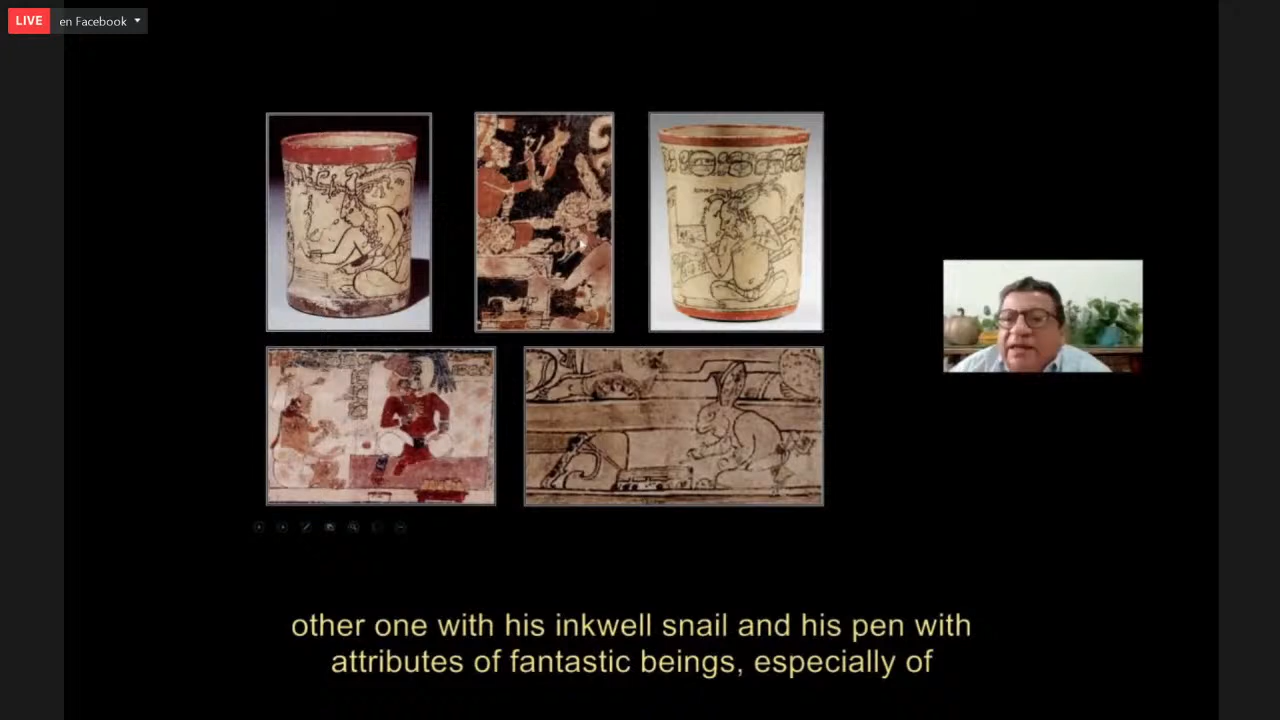 LIVE en Facebook
other one with his inkwell snail and his pen with
attributes of fantastic beings, especially of